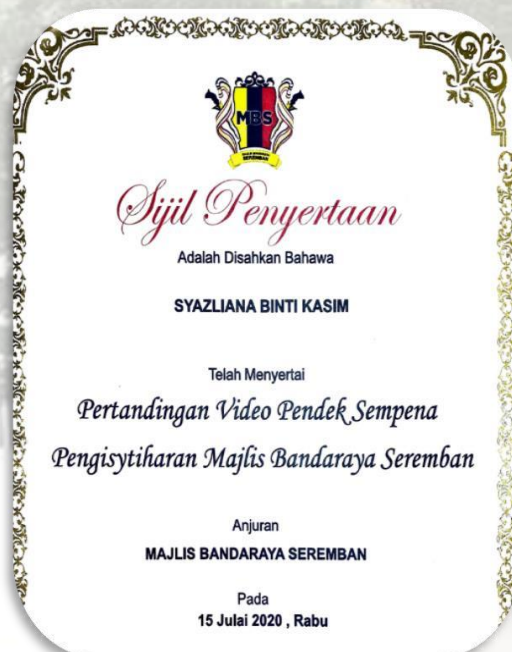 MBS
SEREMBAN
Sijil Penyertaan
Adalah Disahkan Bahawa
SYAZLIANA BINTI KASIM
Telah Menyertai
Pertandingan Video Pendek Sempena
Pengisytiharan Majlis Bandaraya Seremban
Anjuran
MAJLIS BANDARAYA SEREMBAN
Pada
15 Julai 2020 , Rabu